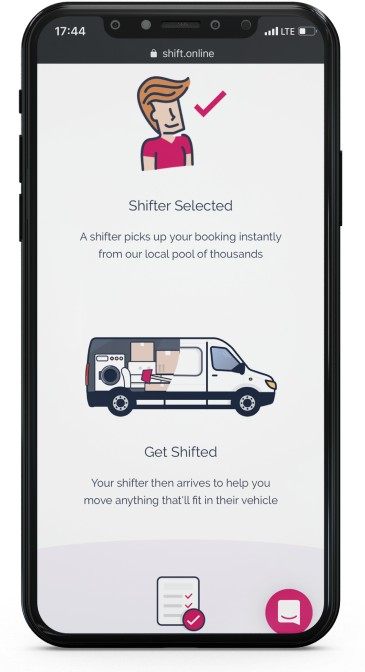 17:44
LTE
shift.online
Shifter Selected
A shifter picks up your booking instantly
from our local pool of thousands
Get Shifted
Your shifter then arrives to help you
move anything that'll fit in their vehicle